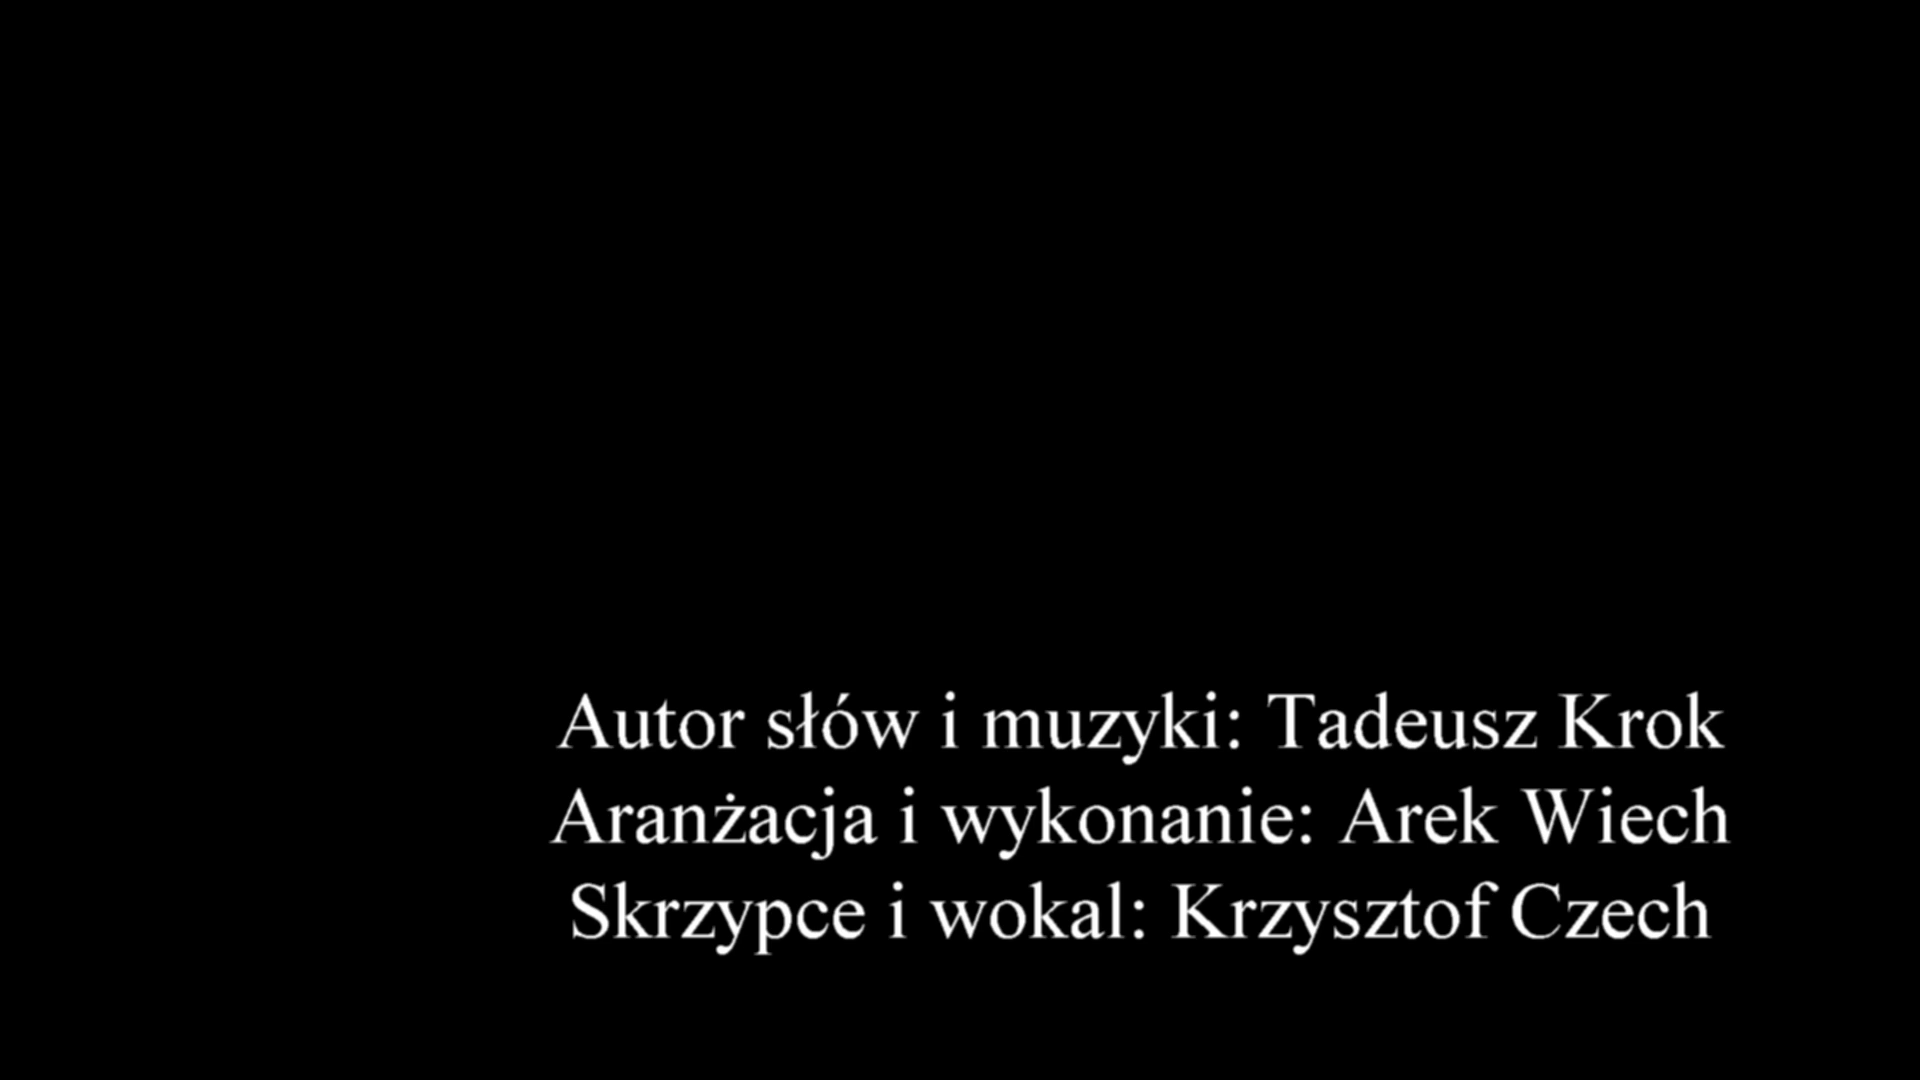 Autor słów i muzyki: Tadeusz Krok
Aranżacja i wykonanie: Arek Wiech
Skrzypce i wokal: Krzysztof Czech